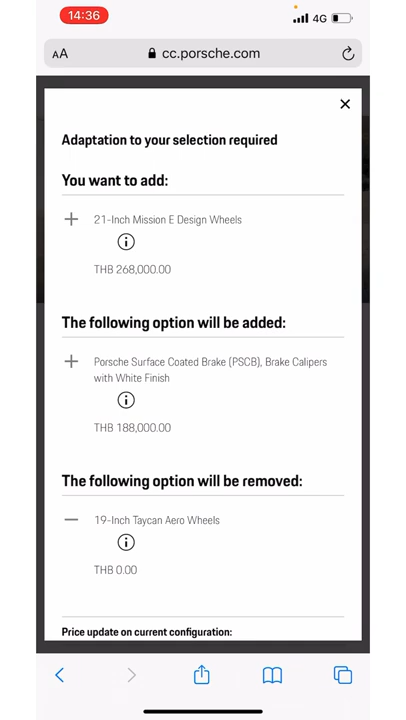 14:36
4G
AA
cc.porsche.com
Adaptation to your selection required
You want to add:
21-Inch Mission E Design Wheels
THB 268,000.00
The following option will be added:
Porsche Surface Coated Brake (PSCB), Brake Calipers
with White Finish
THB 188,000.00
The following option will be removed:
19-Inch Taycan Aero Wheels
THB 0.00
Price update on current configuration: